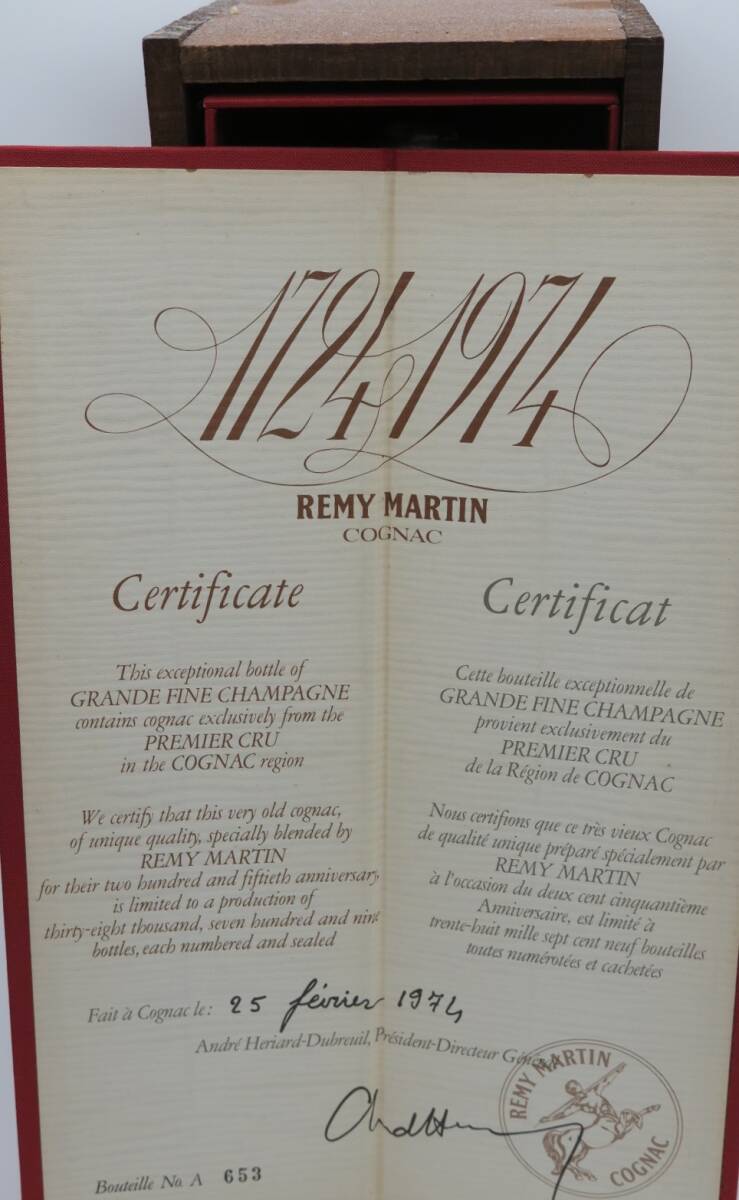 1724 1974
REMY MARTIN
COGNAC
Certificate
This exceptional bottle of
GRANDE FINE CHAMPAGNE
contains cognac exclusively from the
PREMIER CRU
in the COGNAC region
We certify that this very old cognac,
of unique quality, specially blended by
REMY MARTIN
for their two hundred and fiftieth anniversary,
is limited to a production of
thirty-eight thousand, seven hundred and nine
bottles, each numbered and sealed
Certificat
Cette bouteille exceptionnelle de
GRANDE FINE CHAMPAGNE
provient exclusivement du
PREMIER CRU
de la Région de COGNAC
Nous certifions que ce très vieux Cognac
de qualité unique préparé spécialement par
REMY MARTIN
à l'occasion du deux cent cinquantième
Anniversaire, est limité à
trente-huit mille sept cent neuf bouteilles
toutes numérotées et cachetées
Fait à Cognac le: 25 février 1974
André Heriard-Dubreuil, Président-Directeur Général
REMY MARTIN
COGNAC
Bouteille No. A 653